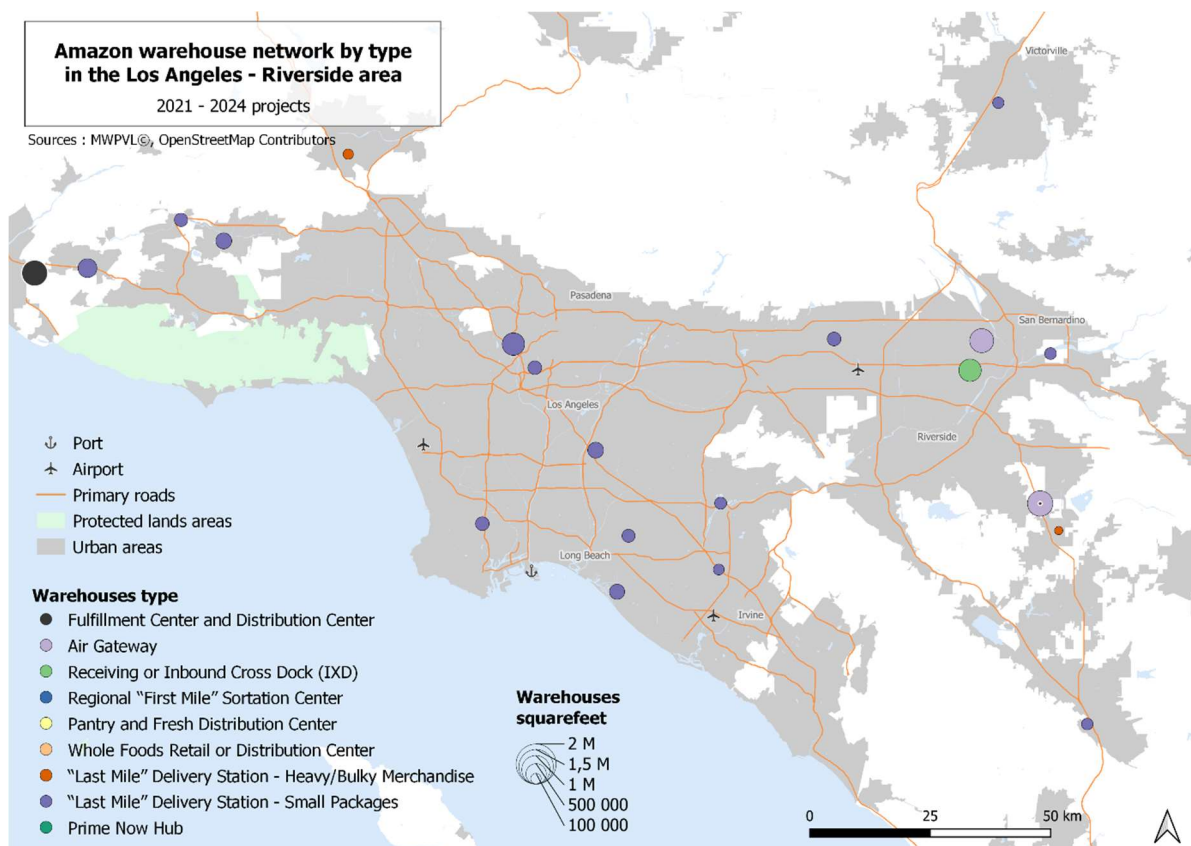 Amazon warehouse network by type
in the Los Angeles - Riverside area
2021 - 2024 projects
Sources : MWPVL©, OpenStreetMap Contributors
Victorville
Pasadena
San Bernardino
Los Angeles
Riverside
Long Beach
Irvine
Port
Airport
Primary roads
Protected lands areas
Urban areas
Warehouses type
Fulfillment Center and Distribution Center
Air Gateway
Receiving or Inbound Cross Dock (IXD)
Regional “First Mile” Sortation Center
Pantry and Fresh Distribution Center
Whole Foods Retail or Distribution Center
“Last Mile” Delivery Station - Heavy/Bulky Merchandise
“Last Mile” Delivery Station - Small Packages
Prime Now Hub
Warehouses
squarefeet
2 M
1,5 M
1 M
500 000
100 000
0 25 50 km